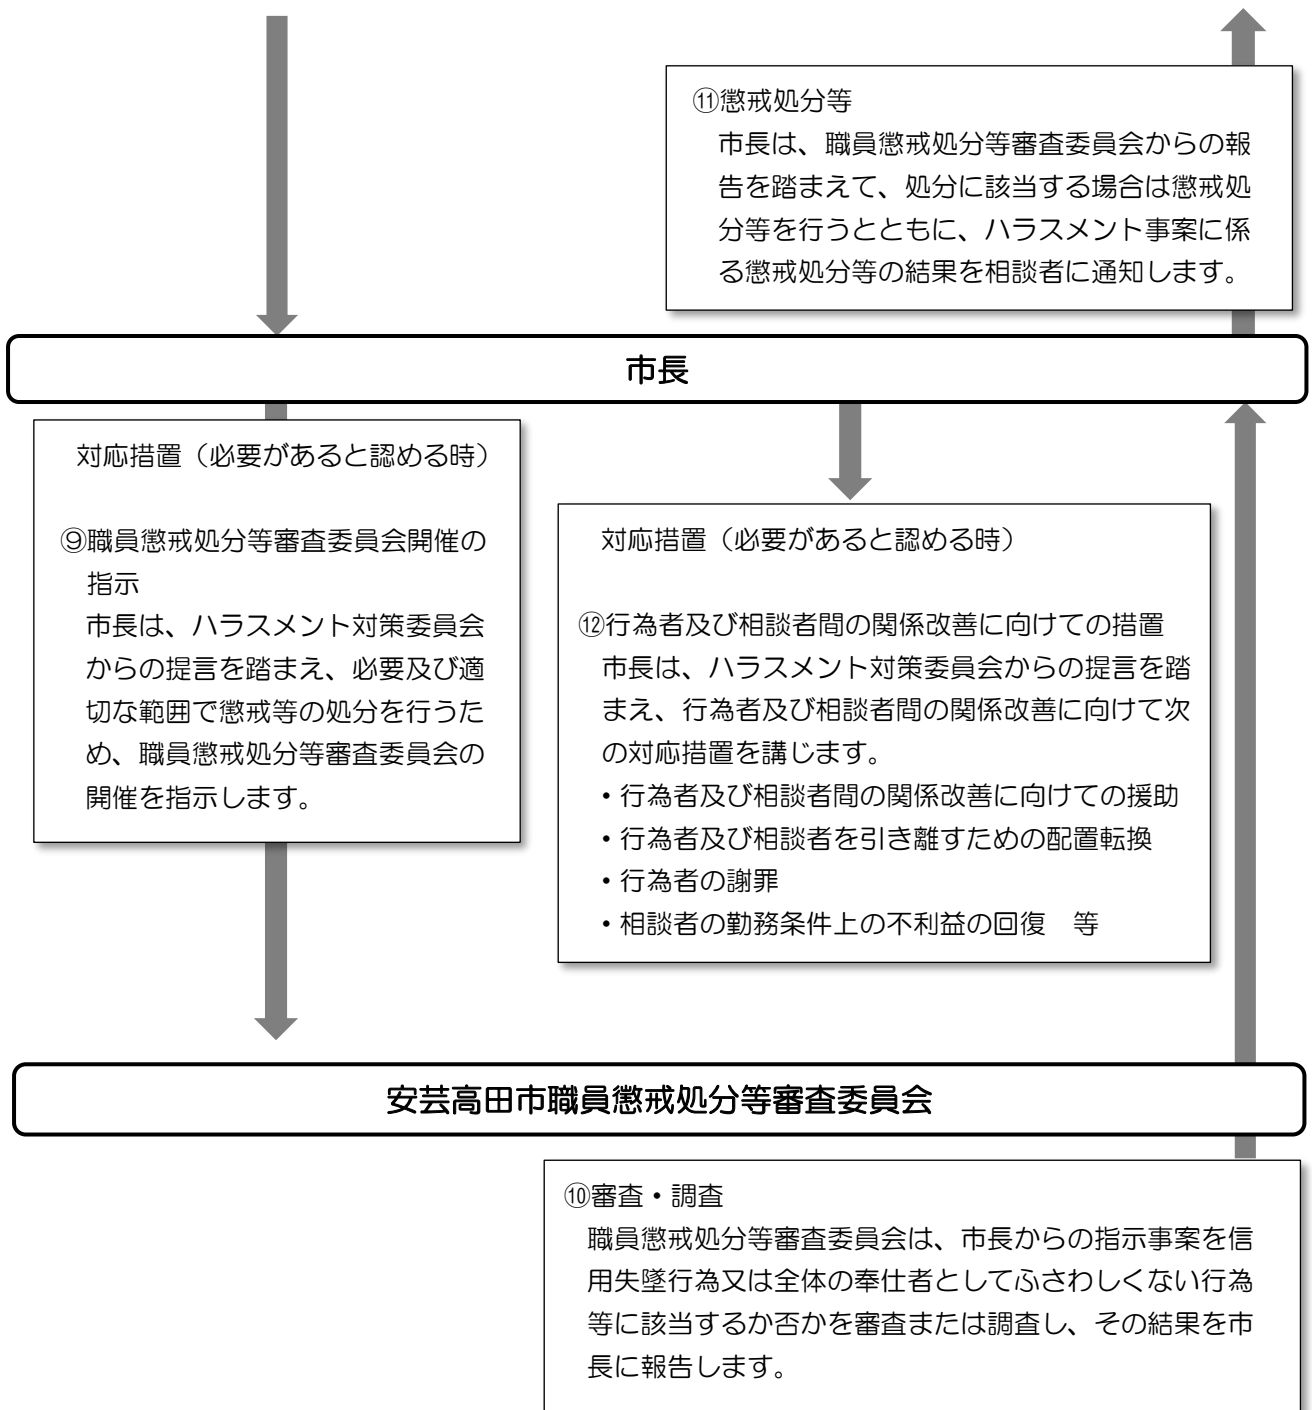 ⑪懲戒処分等
市長は、職員懲戒処分等審査委員会からの報
告を踏まえて、処分に該当する場合は懲戒処
分等を行うとともに、ハラスメント事案に係
る懲戒処分等の結果を相談者に通知します。
市長
対応措置（必要があると認める時）
⑨職員懲戒処分等審査委員会開催の
指示
市長は、ハラスメント対策委員会
からの提言を踏まえ、必要及び適
切な範囲で懲戒等の処分を行うた
め、職員懲戒処分等審査委員会の
開催を指示します。
対応措置（必要があると認める時）
⑫行為者及び相談者間の関係改善に向けての措置
市長は、ハラスメント対策委員会からの提言を踏
まえ、行為者及び相談者間の関係改善に向けて次
の対応措置を講じます。
・行為者及び相談者間の関係改善に向けての援助
・行為者及び相談者を引き離すための配置転換
・行為者の謝罪
・相談者の勤務条件上の不利益の回復　等
安芸高田市職員懲戒処分等審査委員会
⑩審査・調査
職員懲戒処分等審査委員会は、市長からの指示事案を信
用失墜行為又は全体の奉仕者としてふさわしくない行為
等に該当するか否かを審査または調査し、その結果を市
長に報告します。